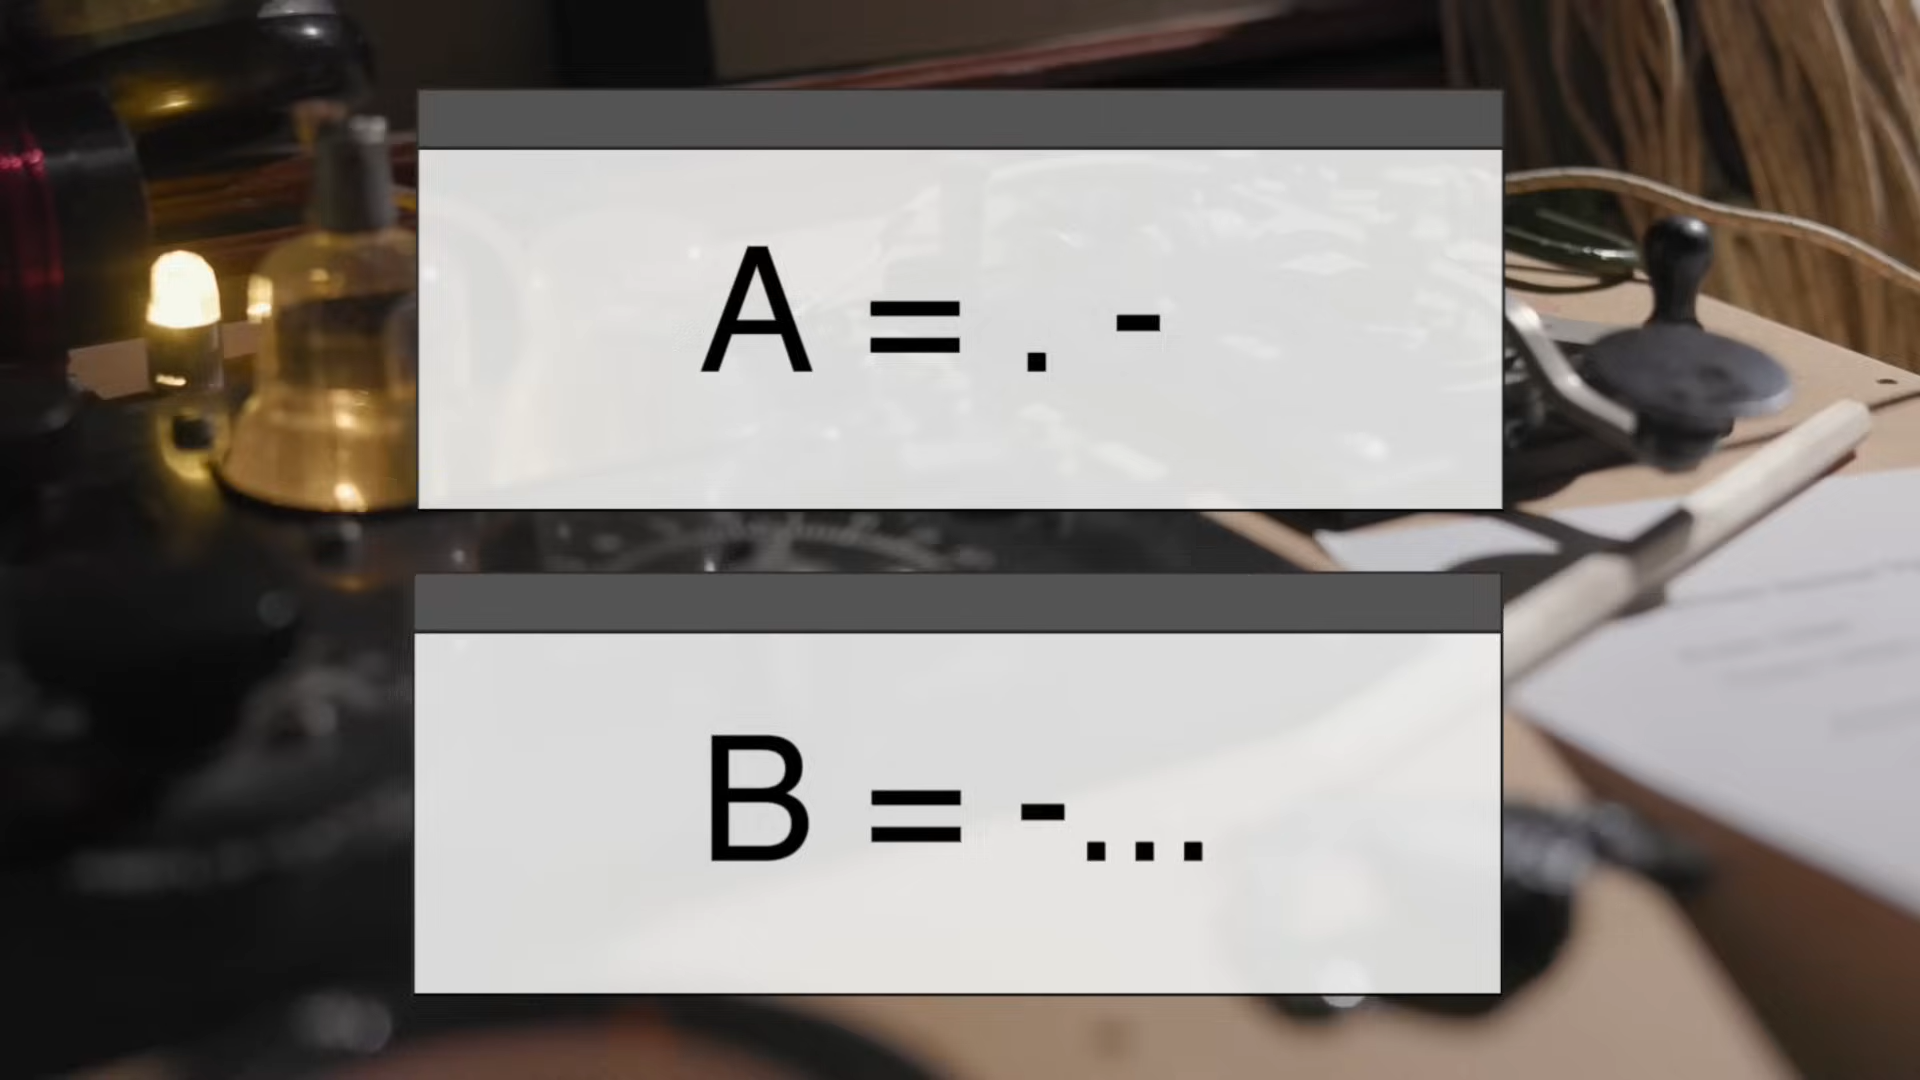 A = . -
B = -...